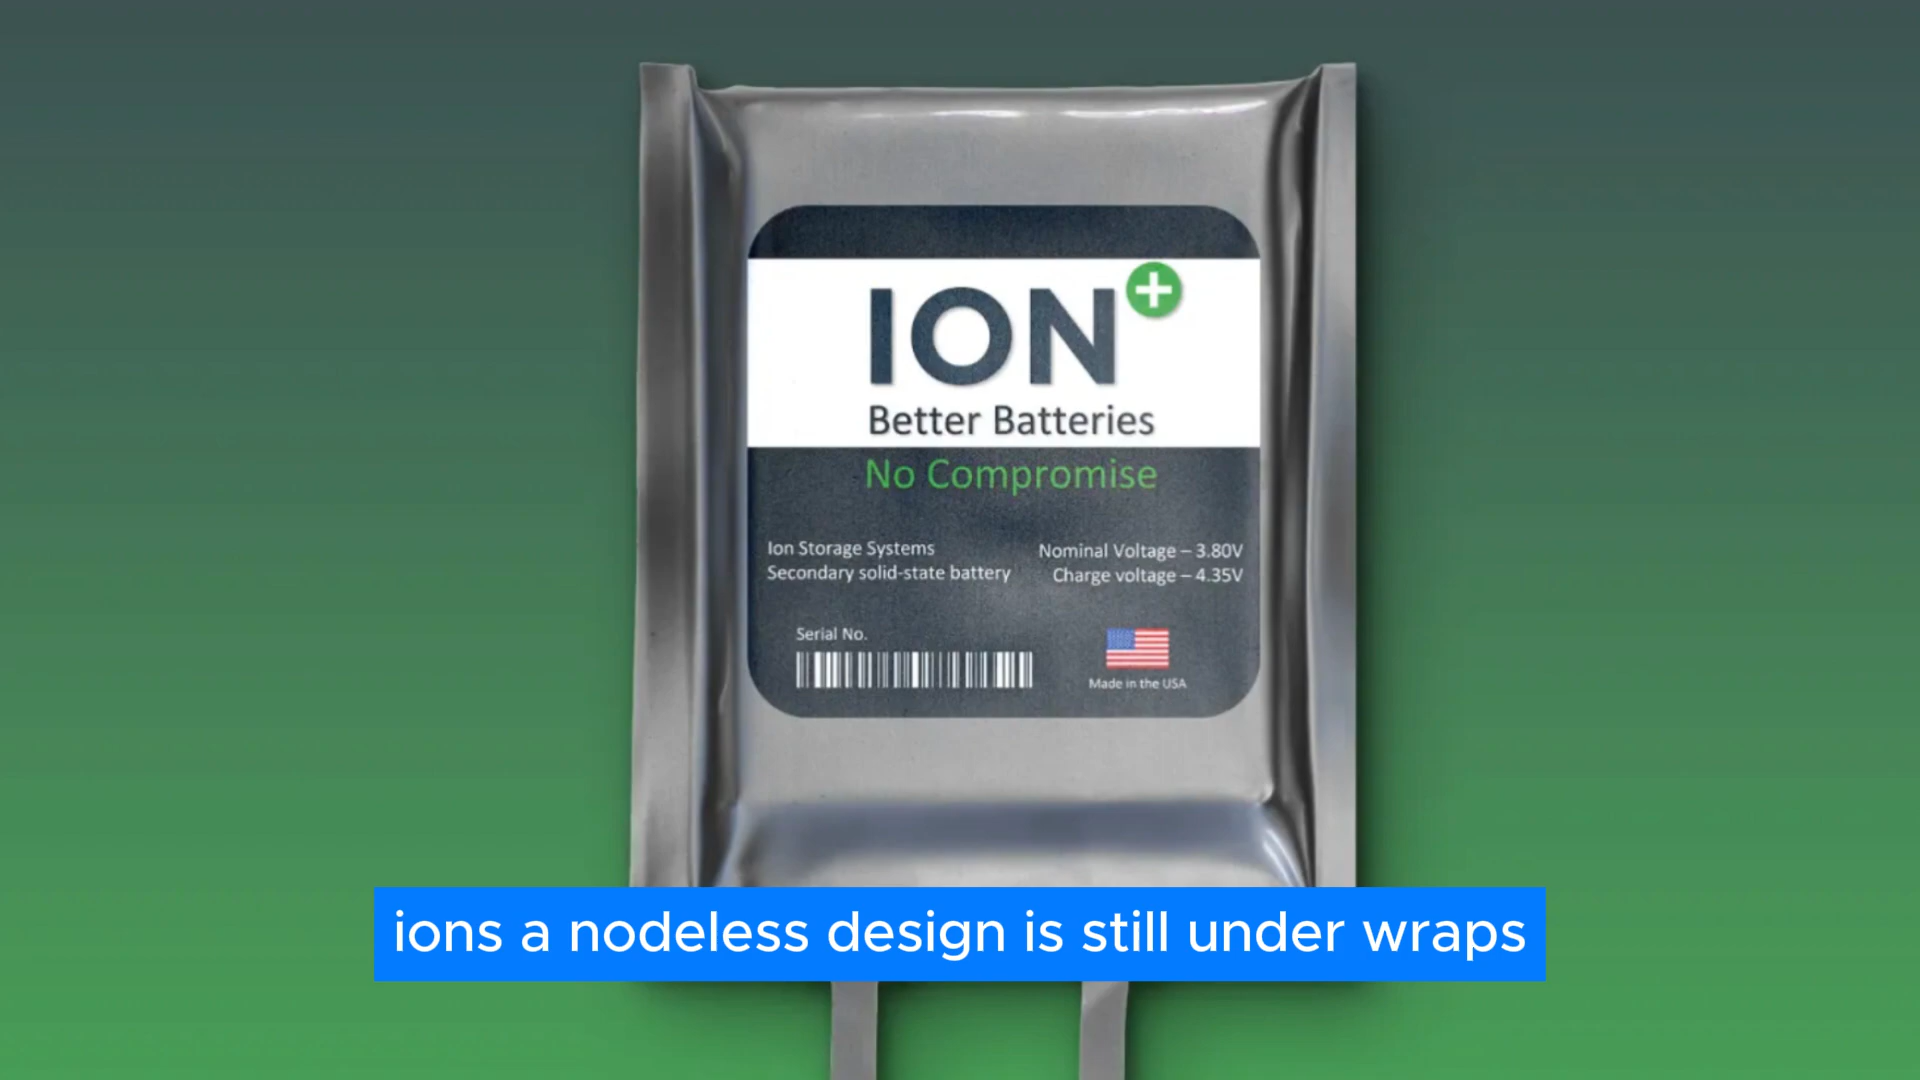 ION+
Better Batteries
No Compromise
Ion Storage Systems
Secondary solid-state battery
Nominal Voltage – 3.80V
Charge voltage – 4.35V
Serial No.
Made in the USA
ions a nodeless design is still under wraps